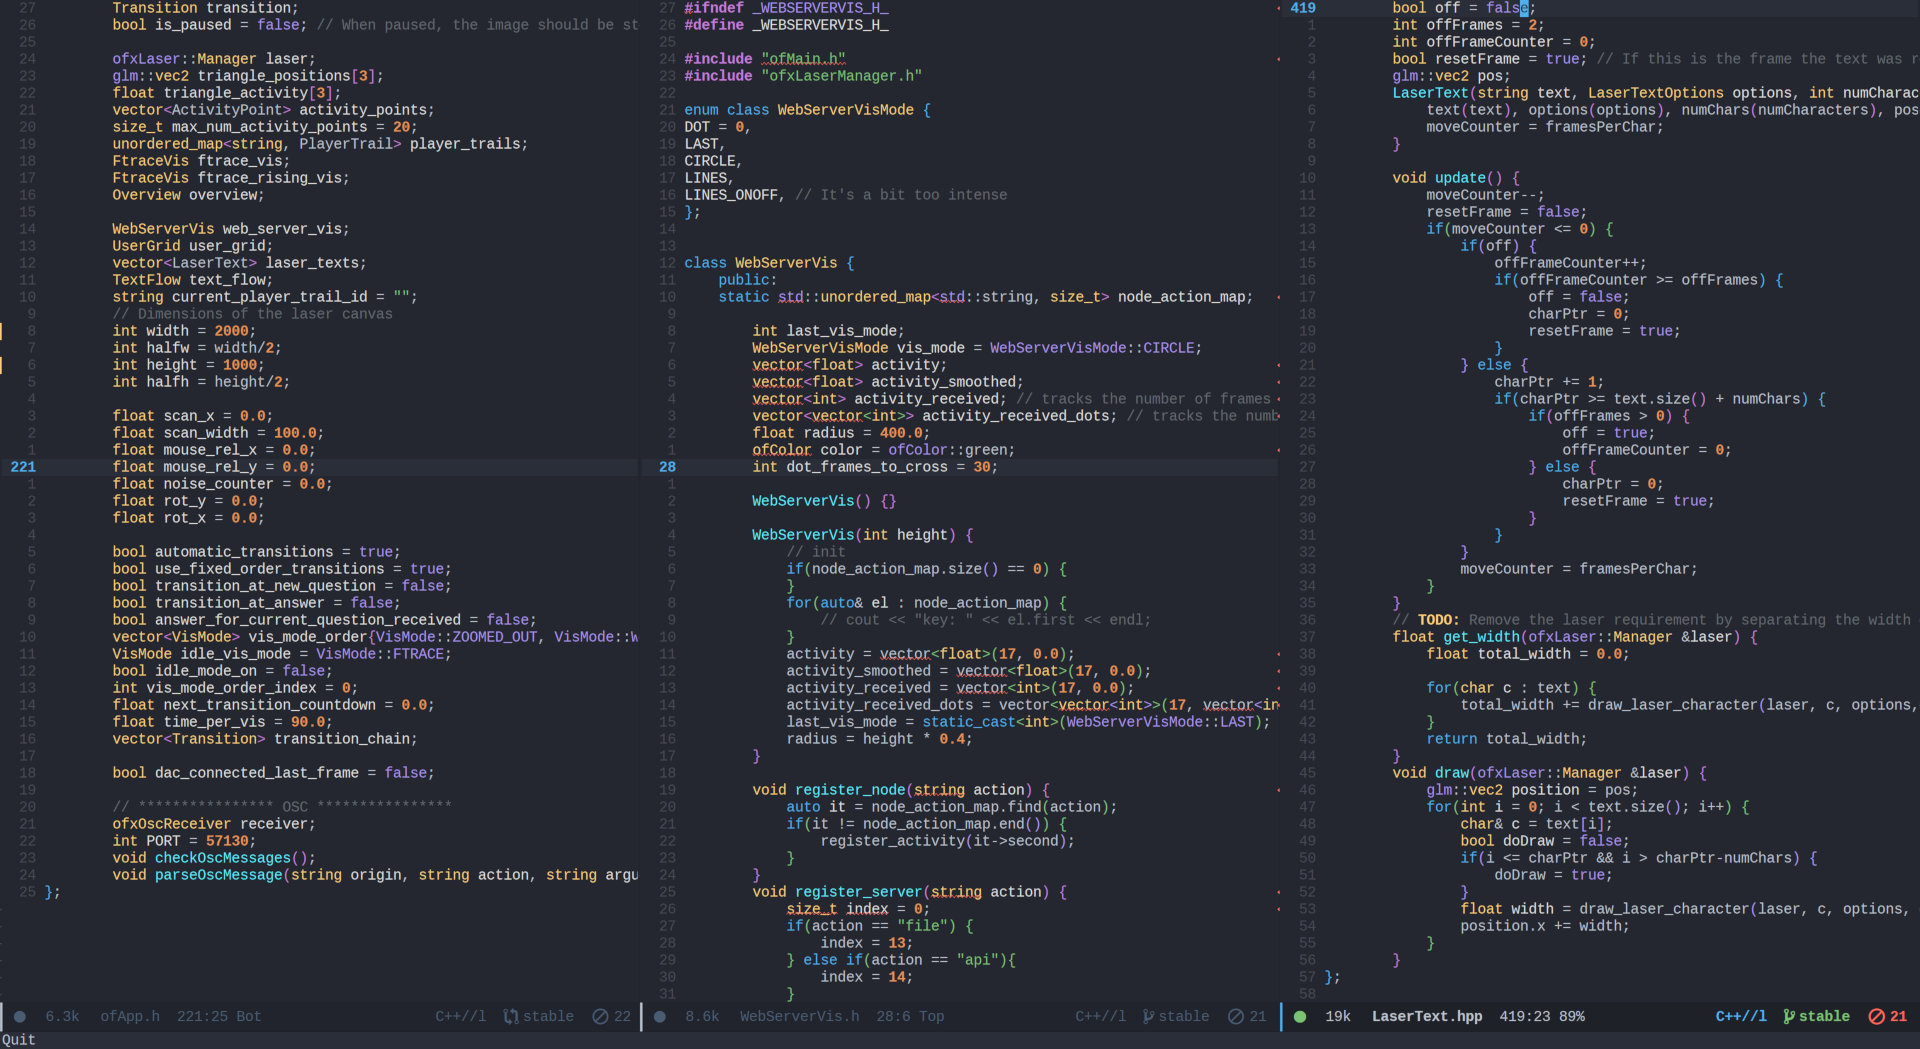 27 Transition transition;
26 bool is_paused = false; // When paused, the image should be st
25
24 ofxLaser::Manager laser;
23 glm::vec2 triangle_positions[3];
22 float triangle_activity[3];
21 vector<ActivityPoint> activity_points;
20 size_t max_num_activity_points = 20;
19 unordered_map<string, PlayerTrail> player_trails;
18 FtraceVis ftrace_vis;
17 FtraceVis ftrace_rising_vis;
16 Overview overview;
15
14 WebServerVis web_server_vis;
13 UserGrid user_grid;
12 vector<LaserText> laser_texts;
11 TextFlow text_flow;
10 string current_player_trail_id = "";
9 // Dimensions of the laser canvas
8 int width = 2000;
7 int halfw = width/2;
6 int height = 1000;
5 int halfh = height/2;
4
3 float scan_x = 0.0;
2 float scan_width = 100.0;
1 float mouse_rel_x = 0.0;
221 float mouse_rel_y = 0.0;
1 float noise_counter = 0.0;
2 float rot_y = 0.0;
3 float rot_x = 0.0;
4
5 bool automatic_transitions = true;
6 bool use_fixed_order_transitions = true;
7 bool transition_at_new_question = false;
8 bool transition_at_answer = false;
9 bool answer_for_current_question_received = false;
10 vector<VisMode> vis_mode_order{VisMode::ZOOMED_OUT, VisMode::W
11 VisMode idle_vis_mode = VisMode::FTRACE;
12 bool idle_mode_on = false;
13 int vis_mode_order_index = 0;
14 float next_transition_countdown = 0.0;
15 float time_per_vis = 90.0;
16 vector<Transition> transition_chain;
17
18 bool dac_connected_last_frame = false;
19
20 // **************** OSC ****************
21 ofxOscReceiver receiver;
22 int PORT = 57130;
23 void checkOscMessages();
24 void parseOscMessage(string origin, string action, string argu
25 };
6.3k ofApp.h 221:25 Bot C++//l stable 22
27 #ifndef _WEBSERVERVIS_H_
26 #define _WEBSERVERVIS_H_
25
24 #include "ofMain.h"
23 #include "ofxLaserManager.h"
22
21 enum class WebServerVisMode {
20 DOT = 0,
19 LAST,
18 CIRCLE,
17 LINES,
16 LINES_ONOFF, // It's a bit too intense
15 };
14
13
12 class WebServerVis {
11 public:
10 static std::unordered_map<std::string, size_t> node_action_map;
9
8 int last_vis_mode;
7 WebServerVisMode vis_mode = WebServerVisMode::CIRCLE;
6 vector<float> activity;
5 vector<float> activity_smoothed;
4 vector<int> activity_received; // tracks the number of frames
3 vector<vector<int>> activity_received_dots; // tracks the numb
2 float radius = 400.0;
1 ofColor color = ofColor::green;
28 int dot_frames_to_cross = 30;
1
2 WebServerVis() {}
3
4 WebServerVis(int height) {
5 // init
6 if(node_action_map.size() == 0) {
7 }
8 for(auto& el : node_action_map) {
9 // cout << "key: " << el.first << endl;
10 }
11 activity = vector<float>(17, 0.0);
12 activity_smoothed = vector<float>(17, 0.0);
13 activity_received = vector<int>(17, 0.0);
14 activity_received_dots = vector<vector<int>>(17, vector<in
15 last_vis_mode = static_cast<int>(WebServerVisMode::LAST);
16 radius = height * 0.4;
17 }
18
19 void register_node(string action) {
20 auto it = node_action_map.find(action);
21 if(it != node_action_map.end()) {
22 register_activity(it->second);
23 }
24 }
25 void register_server(string action) {
26 size_t index = 0;
27 if(action == "file") {
28 index = 13;
29 } else if(action == "api"){
30 index = 14;
31 }
8.6k WebServerVis.h 28:6 Top C++//l stable 21
419 bool off = false;
1 int offFrames = 2;
2 int offFrameCounter = 0;
3 bool resetFrame = true; // If this is the frame the text was r
4 glm::vec2 pos;
5 LaserText(string text, LaserTextOptions options, int numCharac
6 text(text), options(options), numChars(numCharacters), pos
7 moveCounter = framesPerChar;
8 }
9
10 void update() {
11 moveCounter--;
12 resetFrame = false;
13 if(moveCounter <= 0) {
14 if(off) {
15 offFrameCounter++;
16 if(offFrameCounter >= offFrames) {
17 off = false;
18 charPtr = 0;
19 resetFrame = true;
20 }
21 } else {
22 charPtr += 1;
23 if(charPtr >= text.size() + numChars) {
24 if(offFrames > 0) {
25 off = true;
26 offFrameCounter = 0;
27 } else {
28 charPtr = 0;
29 resetFrame = true;
30 }
31 }
32 }
33 moveCounter = framesPerChar;
34 }
35 }
36 // TODO: Remove the laser requirement by separating the width
37 float get_width(ofxLaser::Manager &laser) {
38 float total_width = 0.0;
39
40 for(char c : text) {
41 total_width += draw_laser_character(laser, c, options,
42 }
43 return total_width;
44 }
45 void draw(ofxLaser::Manager &laser) {
46 glm::vec2 position = pos;
47 for(int i = 0; i < text.size(); i++) {
48 char& c = text[i];
49 bool doDraw = false;
50 if(i <= charPtr && i > charPtr-numChars) {
51 doDraw = true;
52 }
53 float width = draw_laser_character(laser, c, options,
54 position.x += width;
55 }
56 }
57 };
58
19k LaserText.hpp 419:23 89% C++//l stable 21
Quit